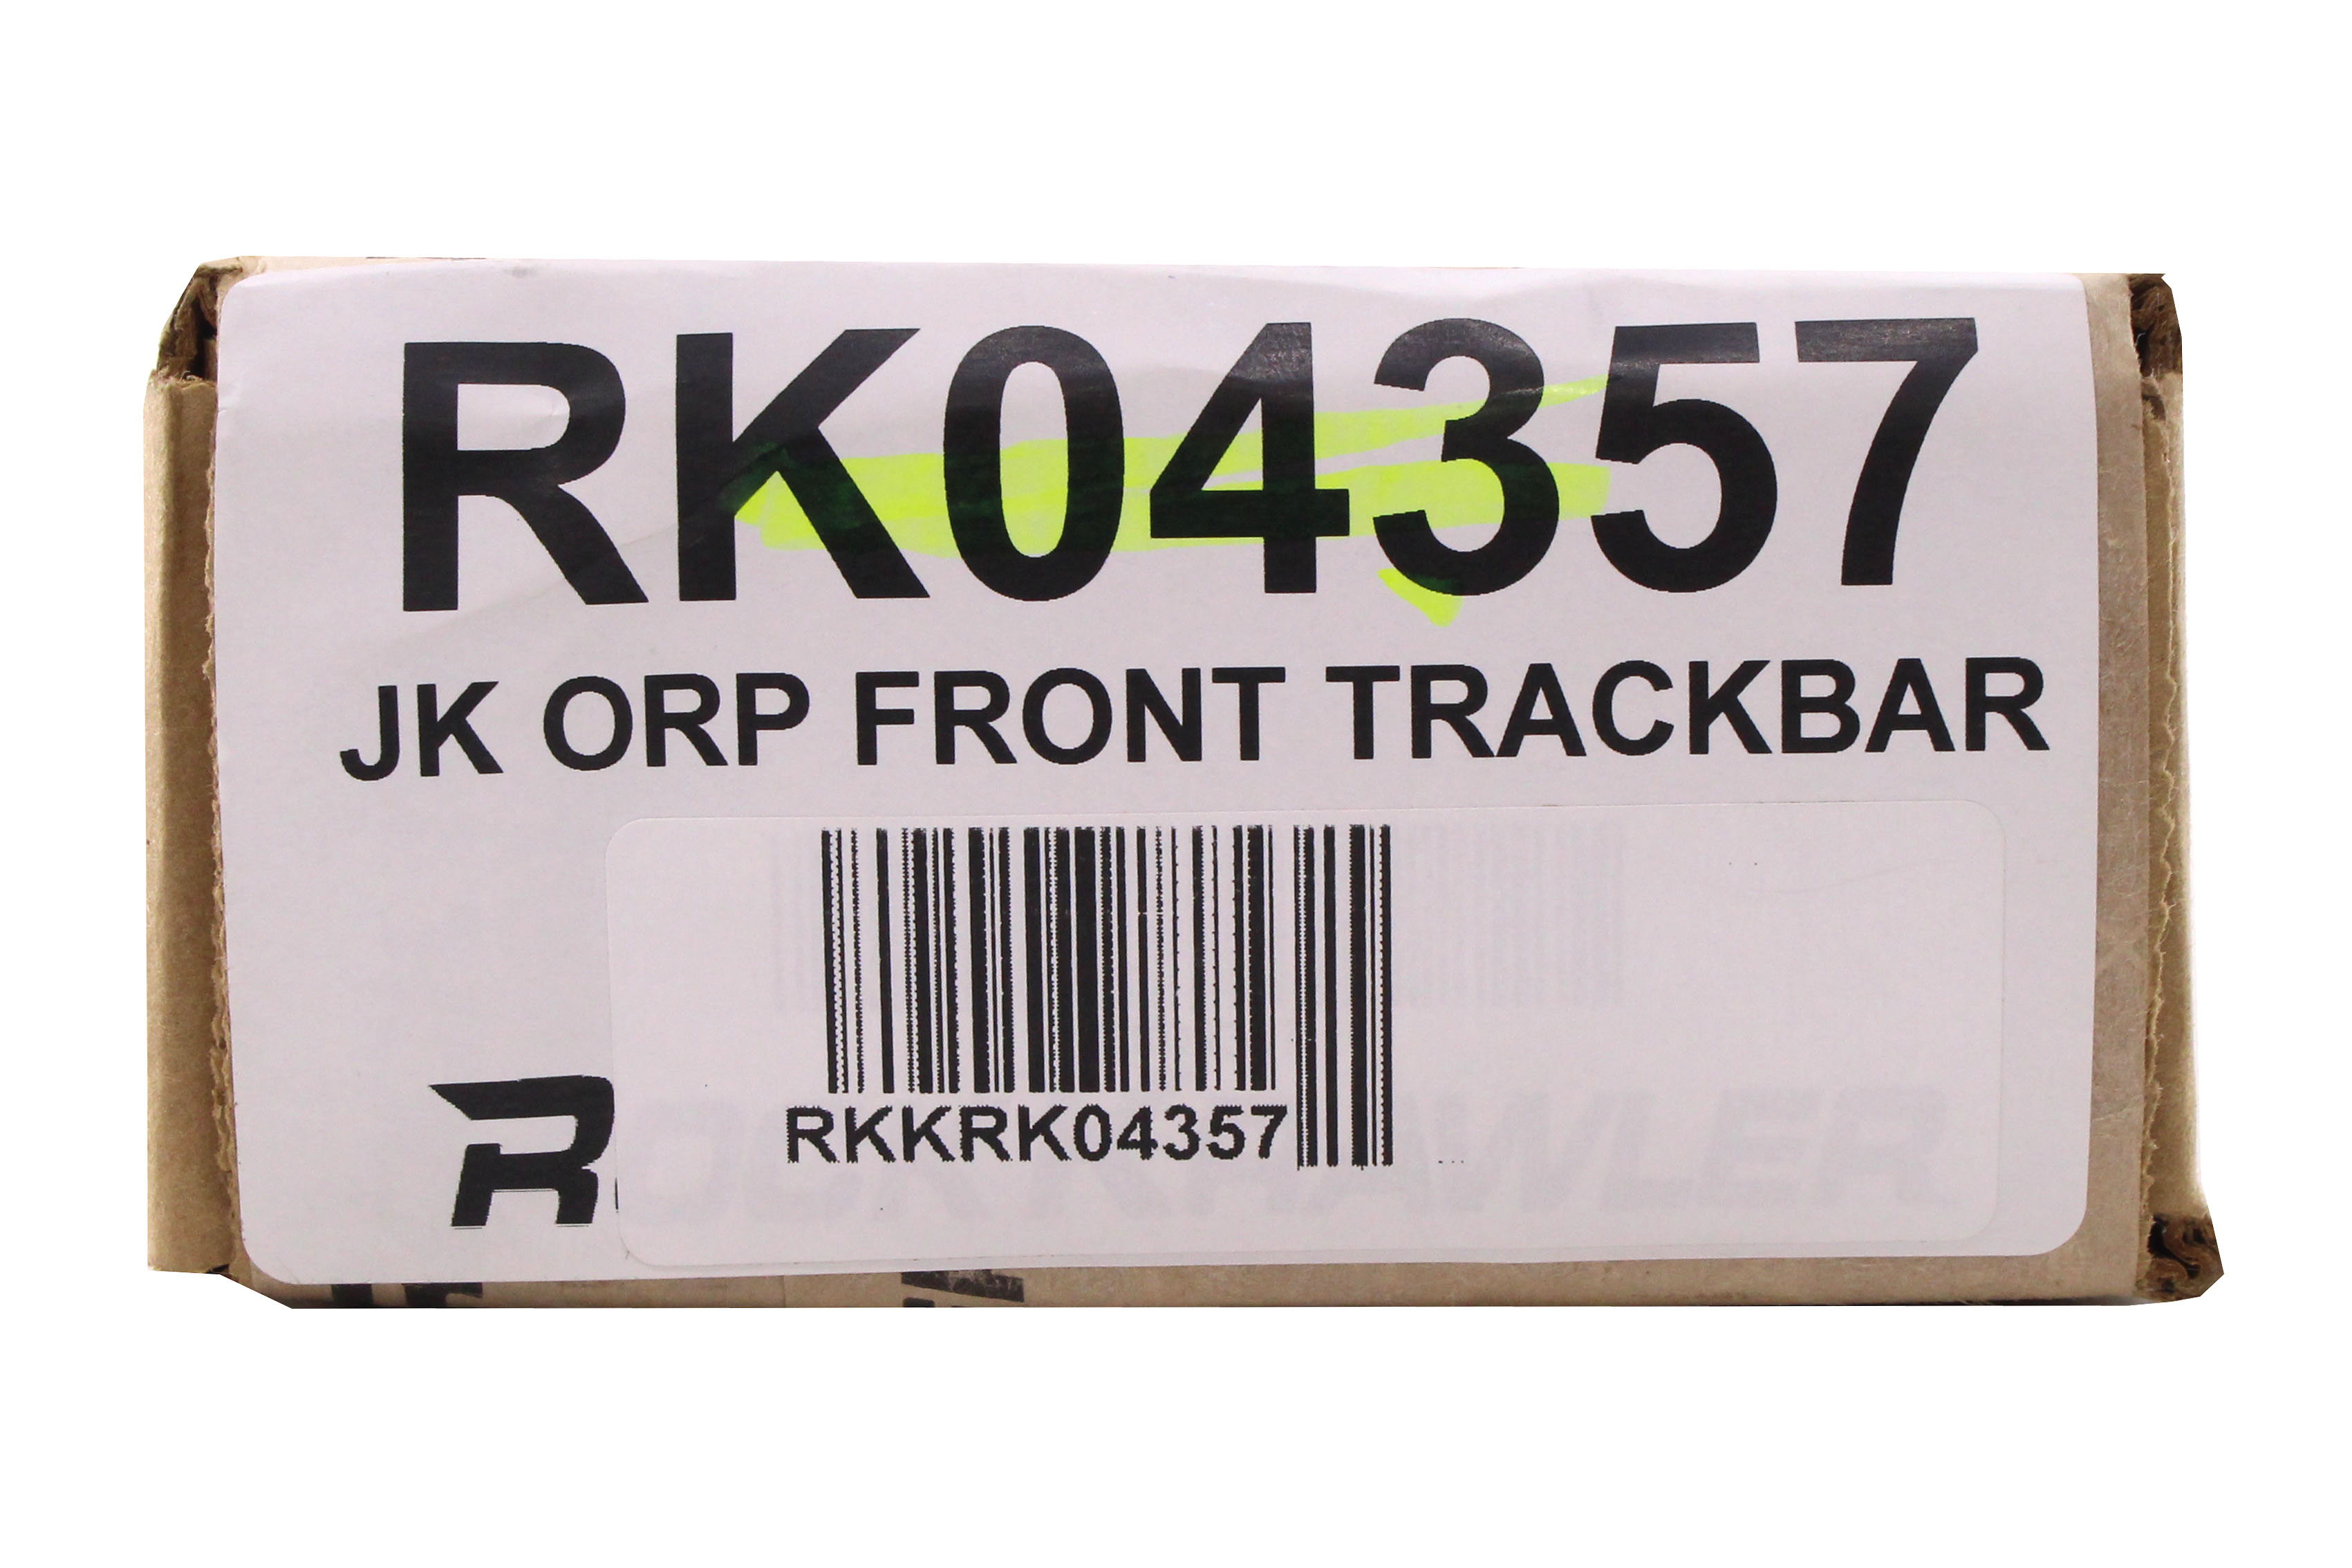 RK04357
JK ORP FRONT TRACKBAR
RKKRK04357